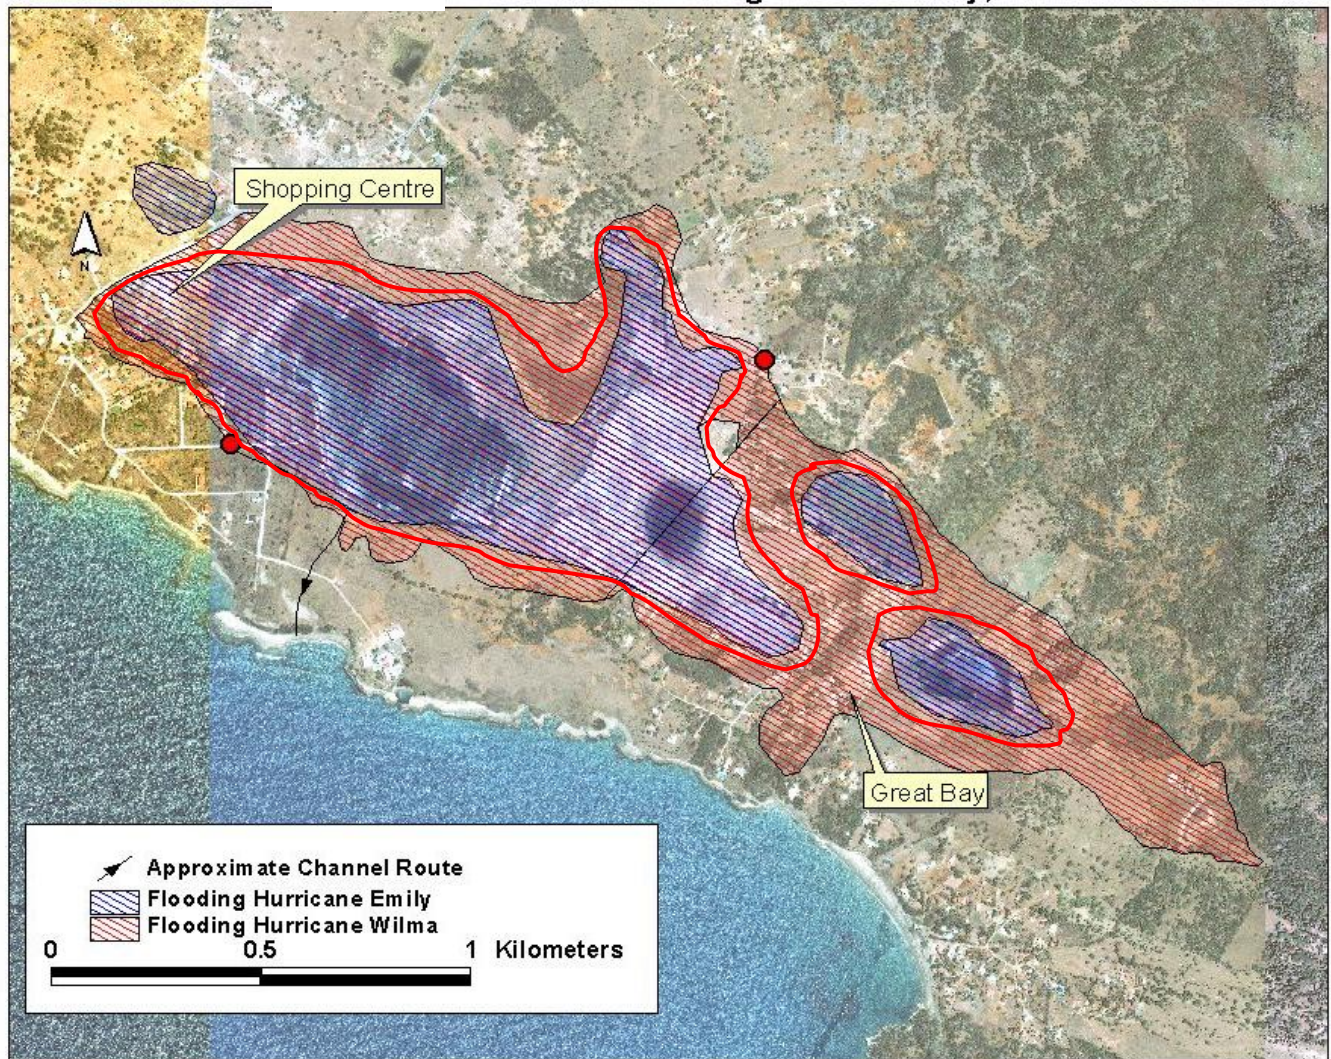 N
Shopping Centre
Great Bay
Approximate Channel Route
Flooding Hurricane Emily
Flooding Hurricane Wilma
0 0.5 1 Kilometers